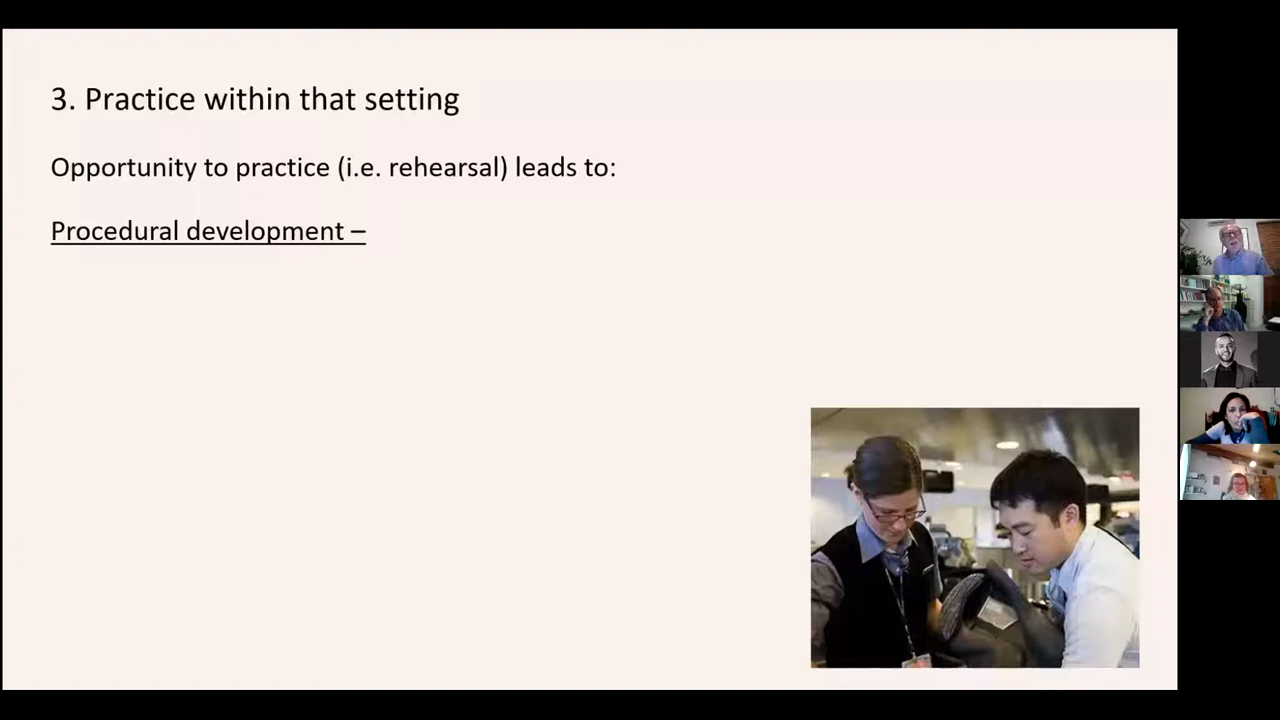 3. Practice within that setting
Opportunity to practice (i.e. rehearsal) leads to:
Procedural development –